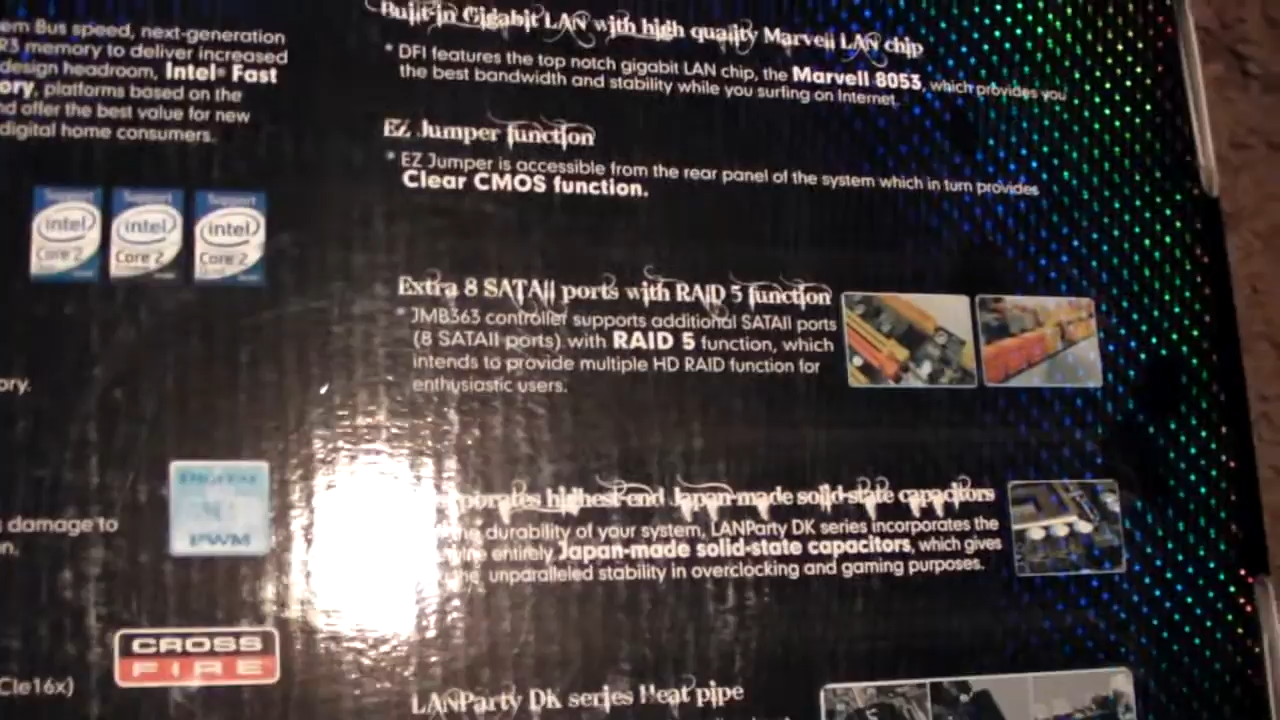 em Bus speed, next-generation
R3 memory to deliver increased
design headroom, Intel® Fast
ory, platforms based on the
nd offer the best value for new
digital home consumers.
Support Support Support
intel intel intel
Core 2 Core 2 Core 2
ory.
DIGITAL
PWM
s damage to
n.
CROSS
FIRE
CIe16x)
Built-in Gigabit LAN with high quality Marvell LAN chip
* DFI features the top notch gigabit LAN chip, the Marvell 8053, which provides you
the best bandwidth and stability while you surfing on Internet.
EZ Jumper function
* EZ Jumper is accessible from the rear panel of the system which in turn provides
Clear CMOS function.
Extra 8 SATAII ports with RAID 5 function
* JMB363 controller supports additional SATAII ports
(8 SATAII ports) with RAID 5 function, which
intends to provide multiple HD RAID function for
enthusiastic users.
porates highest-end Japan-made solid-state capacitors
the durability of your system, LANParty DK series incorporates the
entirely Japan-made solid-state capacitors, which gives
unparalleled stability in overclocking and gaming purposes.
LANParty DK series Heat pipe